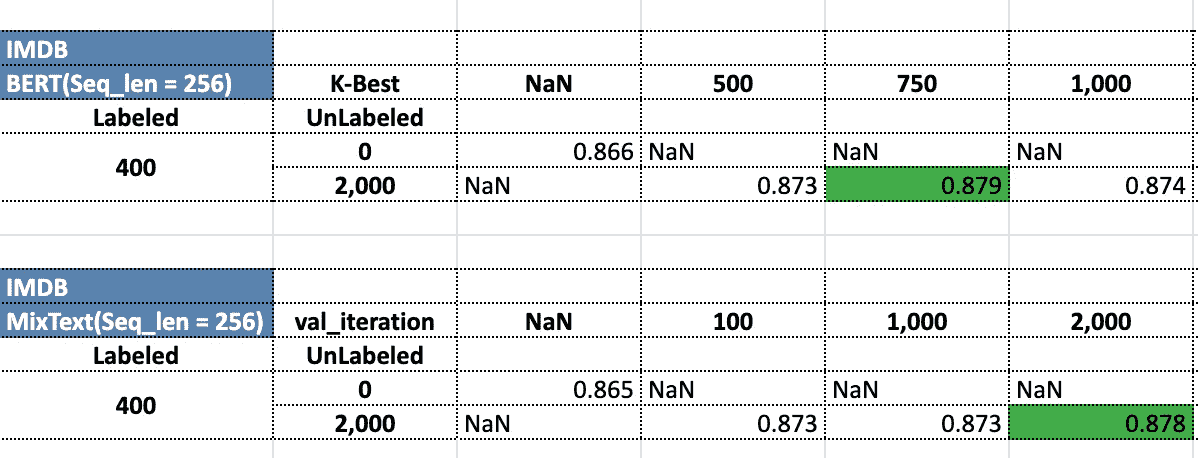 IMDB
BERT(Seq_len = 256) K-Best NaN 500 750 1,000
Labeled UnLabeled
400
0 0.866 NaN NaN NaN
2,000 NaN 0.873 0.879 0.874
IMDB
MixText(Seq_len = 256) val_iteration NaN 100 1,000 2,000
Labeled UnLabeled
400
0 0.865 NaN NaN NaN
2,000 NaN 0.873 0.873 0.878